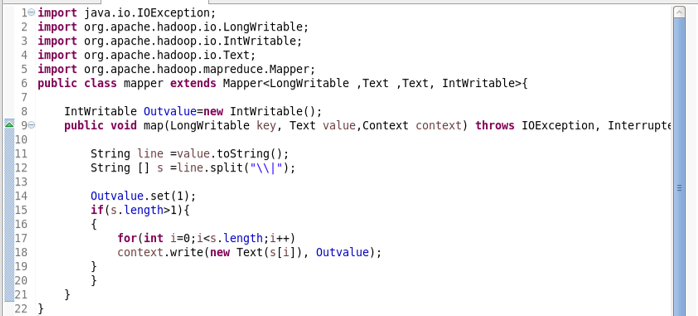 1 import java.io.IOException;
2 import org.apache.hadoop.io.LongWritable;
3 import org.apache.hadoop.io.IntWritable;
4 import org.apache.hadoop.io.Text;
5 import org.apache.hadoop.mapreduce.Mapper;
6 public class mapper extends Mapper<LongWritable ,Text ,Text, IntWritable>{
7
8 IntWritable Outvalue=new IntWritable();
9 public void map(LongWritable key, Text value,Context context) throws IOException, Interrupte
10
11 String line =value.toString();
12 String [] s =line.split("\\|");
13
14 Outvalue.set(1);
15 if(s.length>1){
16 {
17 for(int i=0;i<s.length;i++)
18 context.write(new Text(s[i]), Outvalue);
19 }
20 }
21 }
22 }